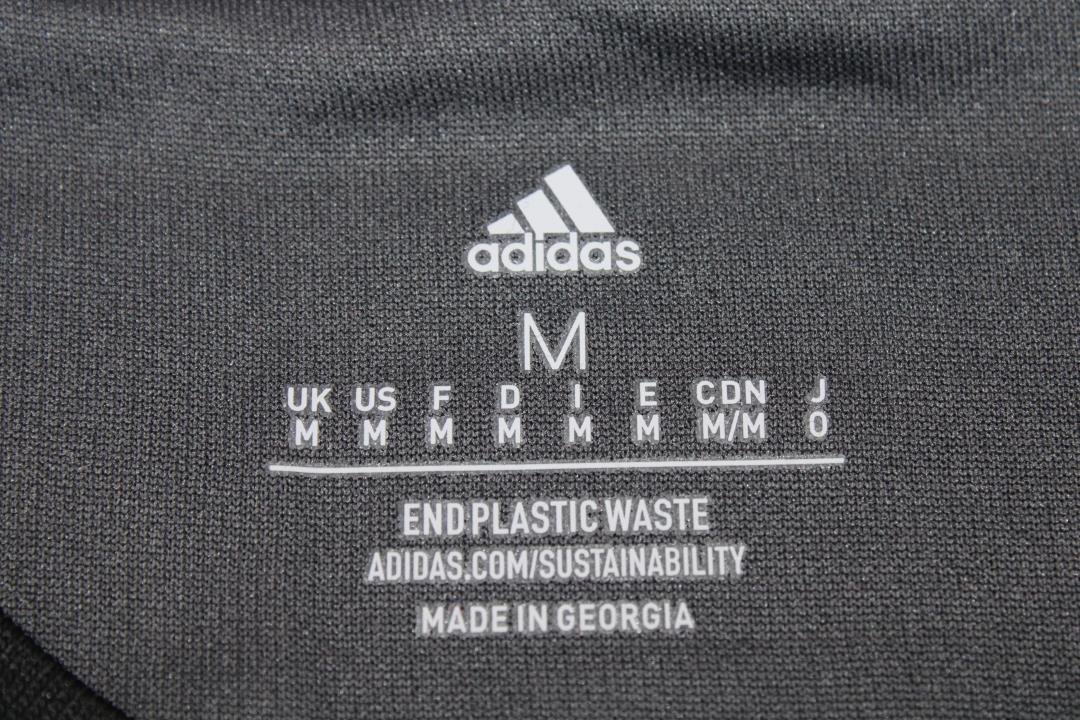 adidas
M
UK US F D I E CDN J
M M M M M M M/M O
END PLASTIC WASTE
ADIDAS.COM/SUSTAINABILITY
MADE IN GEORGIA